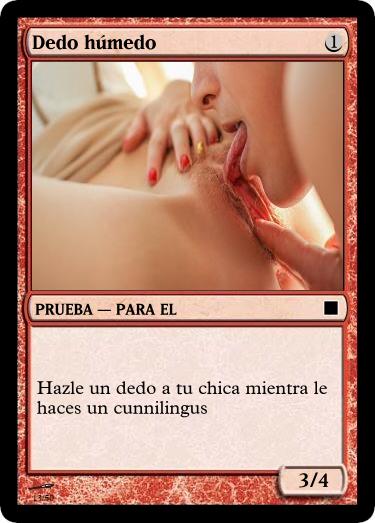 Dedo húmedo
1
PRUEBA — PARA EL
Hazle un dedo a tu chica mientra le
haces un cunnilingus
3/4